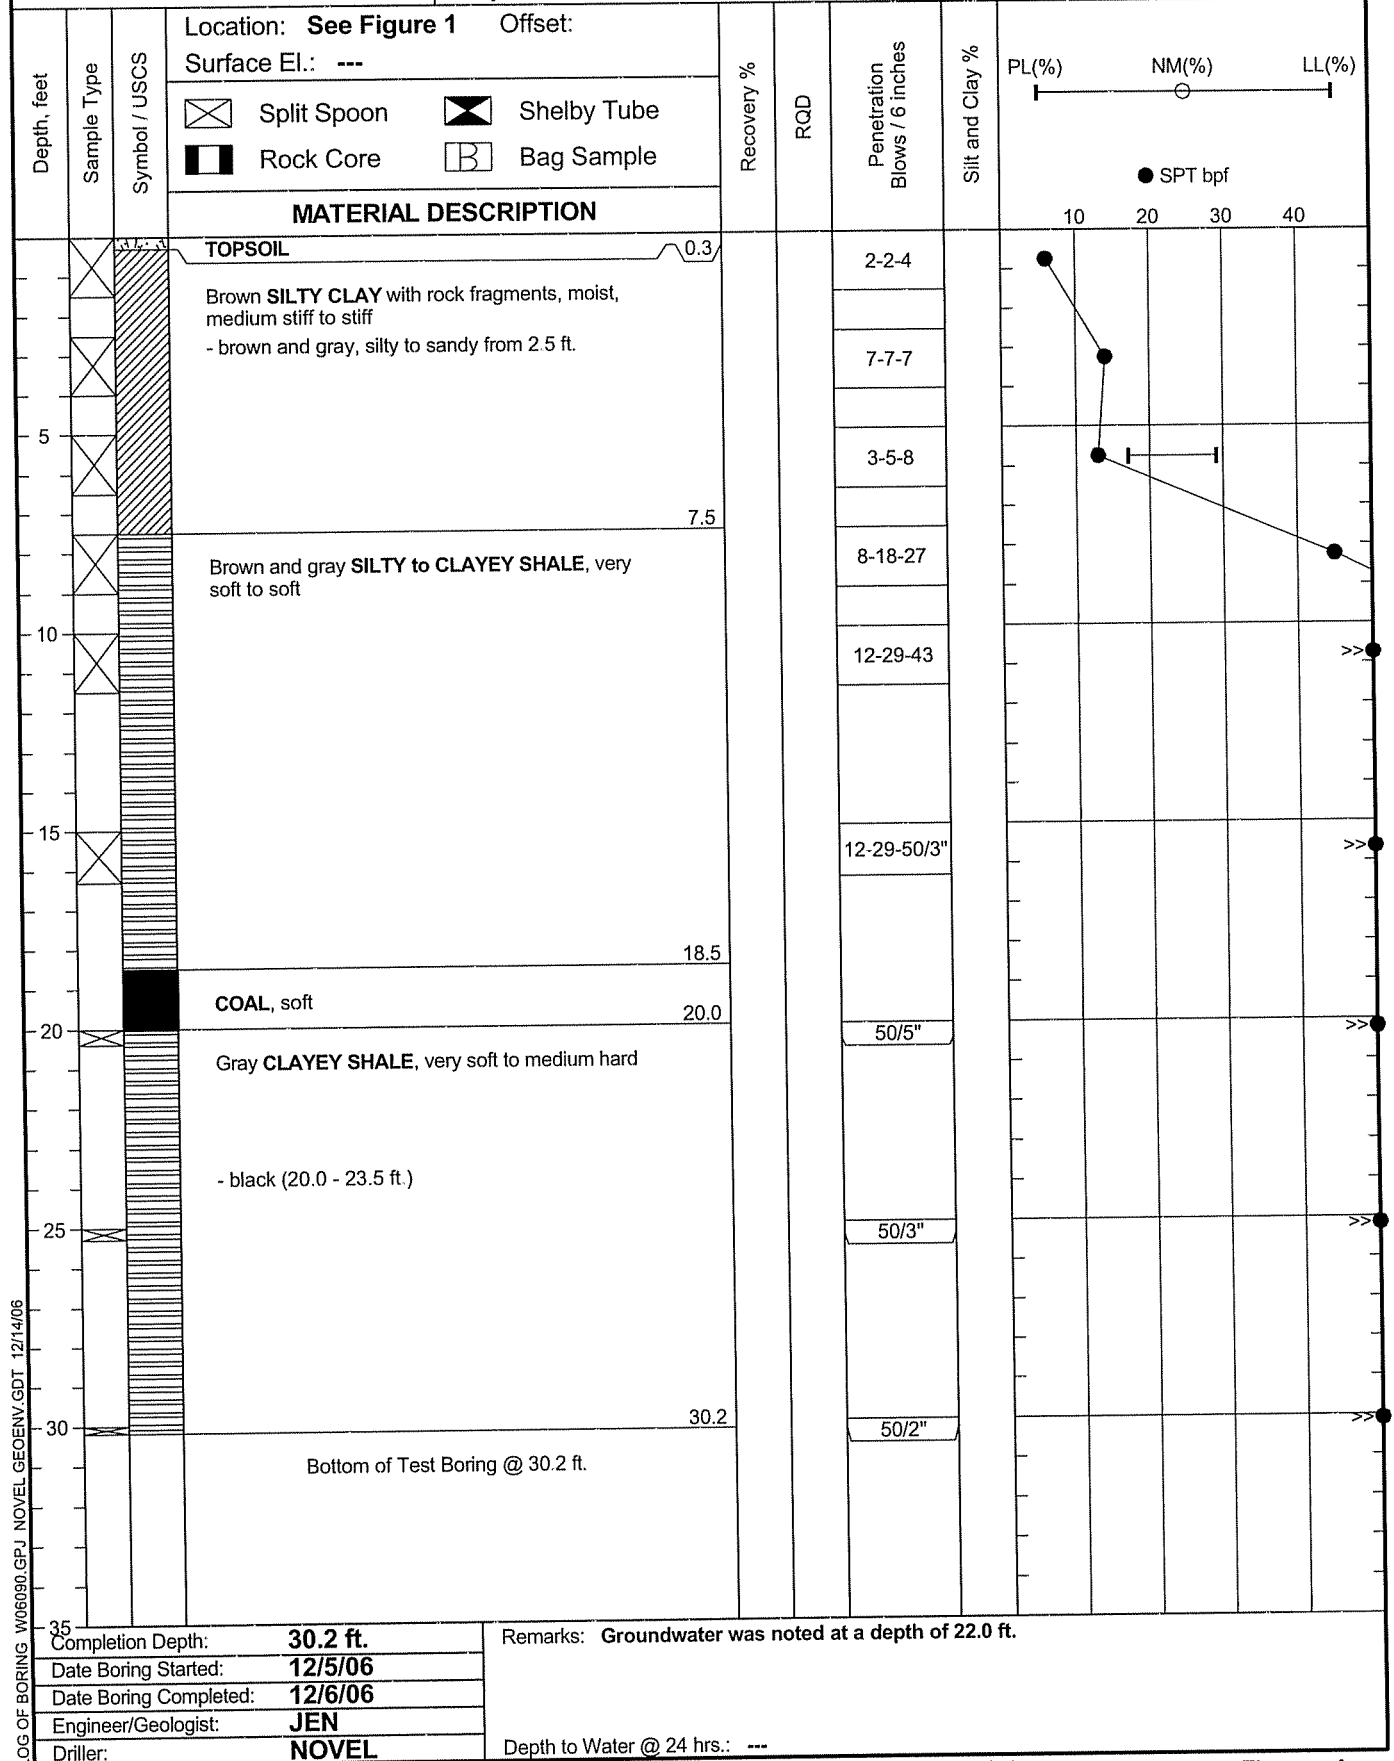 Location: See Figure 1 Offset:
Surface El.: ---
Depth, feet
Sample Type
Symbol / USCS
Split Spoon
Shelby Tube
Rock Core
B Bag Sample
MATERIAL DESCRIPTION
Recovery %
RQD
Penetration
Blows / 6 inches
Silt and Clay %
PL(%) NM(%) LL(%)
SPT bpf
10 20 30 40
TOPSOIL 0.3
2-2-4
Brown SILTY CLAY with rock fragments, moist,
medium stiff to stiff
- brown and gray, silty to sandy from 2.5 ft.
7-7-7
5
3-5-8
7.5
Brown and gray SILTY to CLAYEY SHALE, very
soft to soft
8-18-27
10
12-29-43
>>
15
12-29-50/3"
>>
18.5
COAL, soft
20.0
20
50/5"
>>
Gray CLAYEY SHALE, very soft to medium hard
- black (20.0 - 23.5 ft.)
25
50/3"
>>
30.2
30
50/2"
>>
Bottom of Test Boring @ 30.2 ft.
35
OG OF BORING W06090.GPJ NOVEL GEOENV.GDT 12/14/06
Completion Depth: 30.2 ft.
Date Boring Started: 12/5/06
Date Boring Completed: 12/6/06
Engineer/Geologist: JEN
Driller: NOVEL
Remarks: Groundwater was noted at a depth of 22.0 ft.
Depth to Water @ 24 hrs.: ---